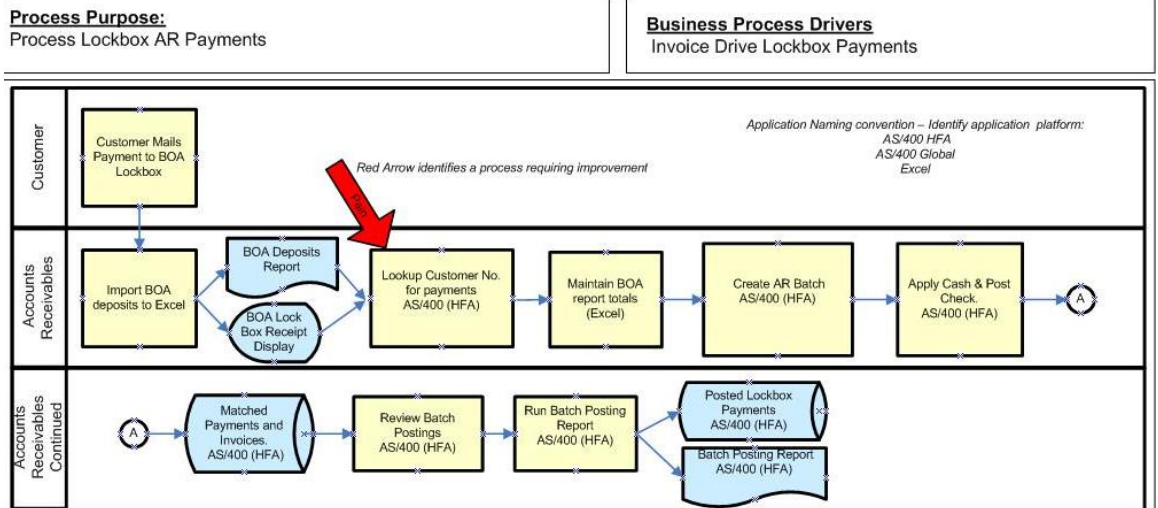 Process Purpose:
Process Lockbox AR Payments
Business Process Drivers
Invoice Drive Lockbox Payments
Customer
Customer Mails
Payment to BOA
Lockbox
Red Arrow identifies a process requiring improvement
Pain
Application Naming convention – Identify application platform:
AS/400 HFA
AS/400 Global
Excel
Accounts
Receivables
Import BOA
deposits to Excel
BOA Deposits
Report
BOA Lock
Box Receipt
Display
Lookup Customer No.
for payments
AS/400 (HFA)
Maintain BOA
report totals
(Excel)
Create AR Batch
AS/400 (HFA)
Apply Cash & Post
Check.
AS/400 (HFA)
A
Accounts
Receivables
Continued
A
Matched
Payments and
Invoices.
AS/400 (HFA)
Review Batch
Postings
AS/400 (HFA)
Run Batch Posting
Report
AS/400 (HFA)
Posted Lockbox
Payments
AS/400 (HFA)
Batch Posting Report
AS/400 (HFA)